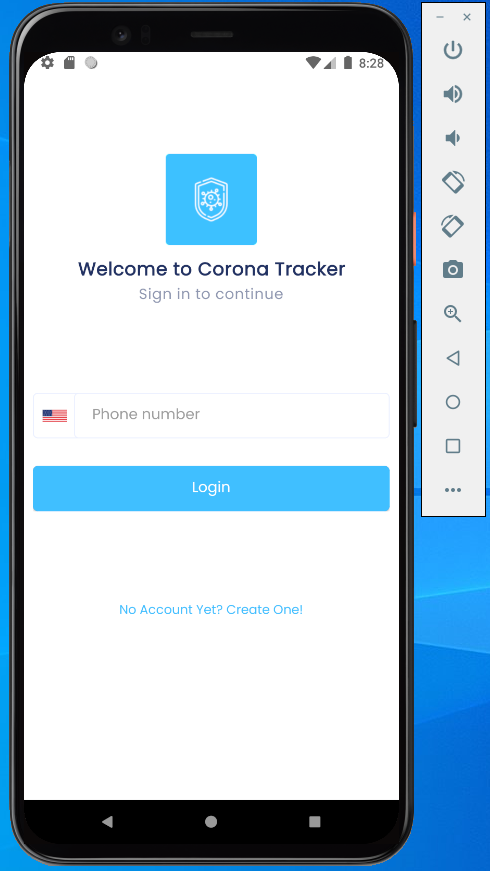 8:28
Welcome to Corona Tracker
Sign in to continue
Phone number
Login
No Account Yet? Create One!